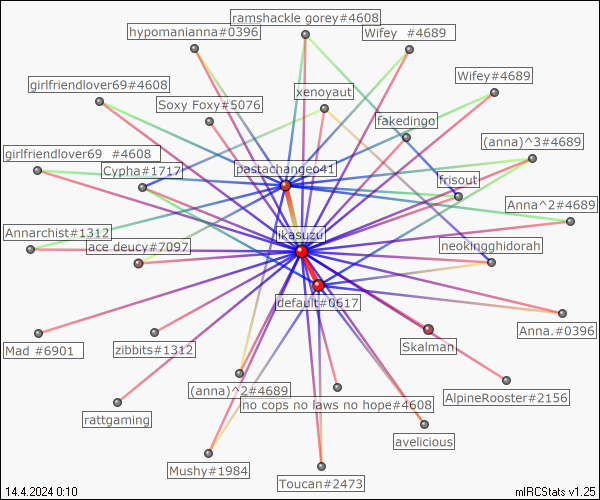 ramshackle gorey#4608
hypomanianna#0396
Wifey #4689
girlfriendlover69#4608
Wifey#4689
xenoyaut
Soxy Foxy#5076
fakedingo
(anna)^3#4689
girlfriendlover69 #4608
pastachangeo41
Cypha#1717
frisout
Anna^2#4689
Annarchist#1312
ikasuzu
ace deucy#7097
neokingghidorah
default#0617
Anna.#0396
Mad #6901
zibbits#1312
Skalman
(anna)^2#4689
AlpineRooster#2156
no cops no laws no hope#4608
rattgaming
avelicious
Mushy#1984
Toucan#2473
14.4.2024 0:10
mIRCStats v1.25